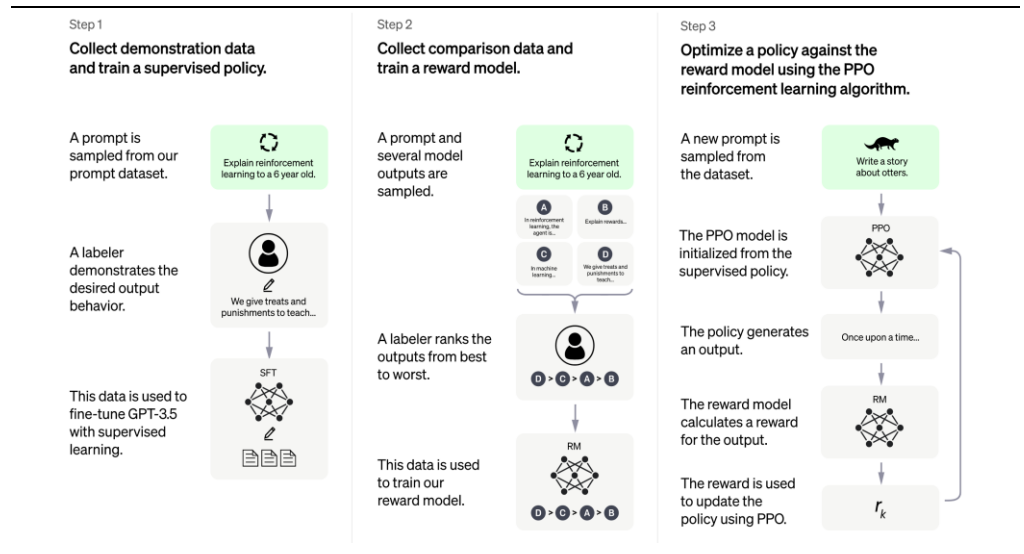 Step 1
Collect demonstration data
and train a supervised policy.
A prompt is
sampled from our
prompt dataset.
Explain reinforcement
learning to a 6 year old.
A labeler
demonstrates the
desired output
behavior.
We give treats and
punishments to teach...
This data is used to
fine-tune GPT-3.5
with supervised
learning.
SFT
Step 2
Collect comparison data and
train a reward model.
A prompt and
several model
outputs are
sampled.
Explain reinforcement
learning to a 6 year old.
A
In reinforcement
learning, the
agent is...
B
Explain rewards...
C
In machine
learning...
D
We give treats and
punishments to
teach...
A labeler ranks the
outputs from best
to worst.
D > C > A > B
This data is used
to train our
reward model.
RM
D > C > A > B
Step 3
Optimize a policy against the
reward model using the PPO
reinforcement learning algorithm.
A new prompt is
sampled from
the dataset.
Write a story
about otters.
The PPO model is
initialized from the
supervised policy.
PPO
The policy generates
an output.
Once upon a time...
The reward model
calculates a reward
for the output.
RM
The reward is used
to update the
policy using PPO.
rk